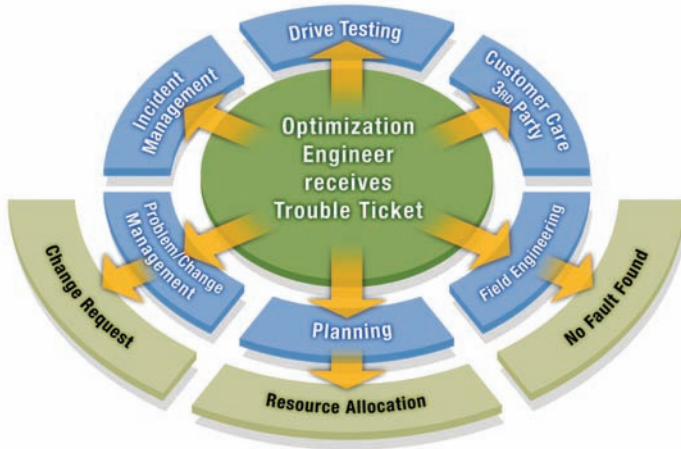 Drive Testing
Incident
Management
Customer Care
3RD Party
Optimization
Engineer
receives
Trouble Ticket
Problem/Change
Management
Field Engineering
Planning
Change Request
Resource Allocation
No Fault Found